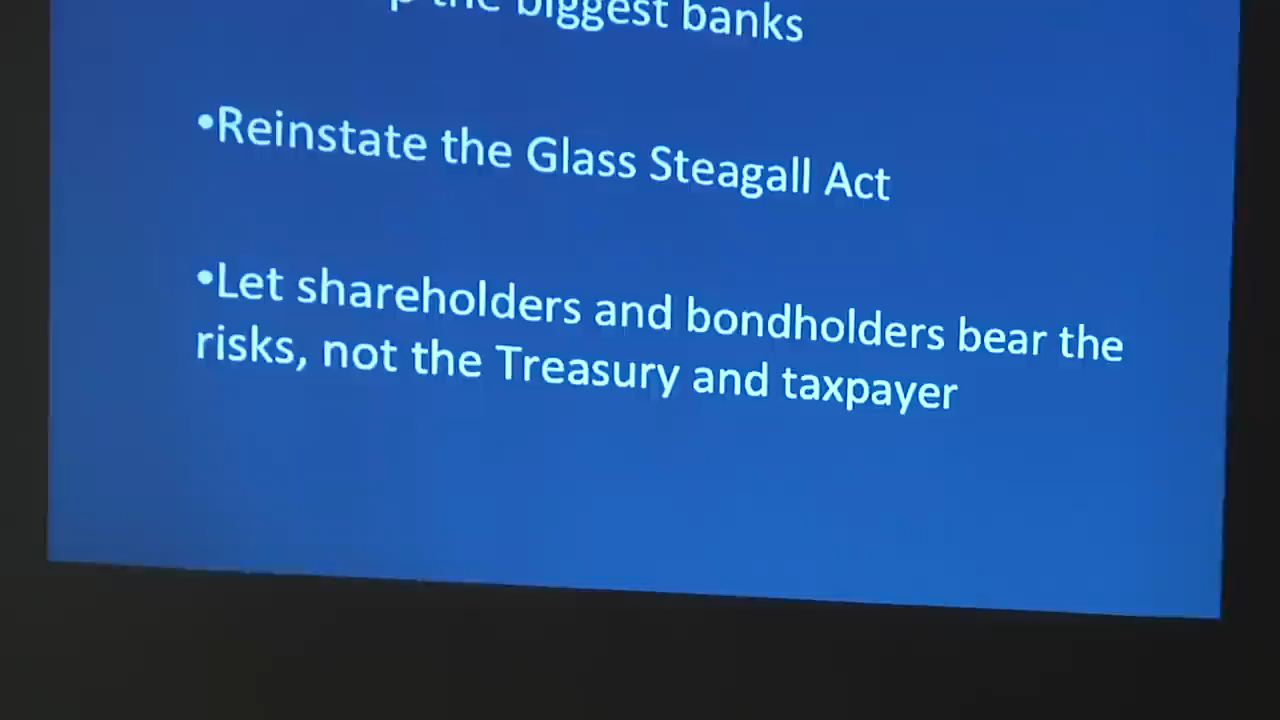 the biggest banks
•Reinstate the Glass Steagall Act
•Let shareholders and bondholders bear the
risks, not the Treasury and taxpayer